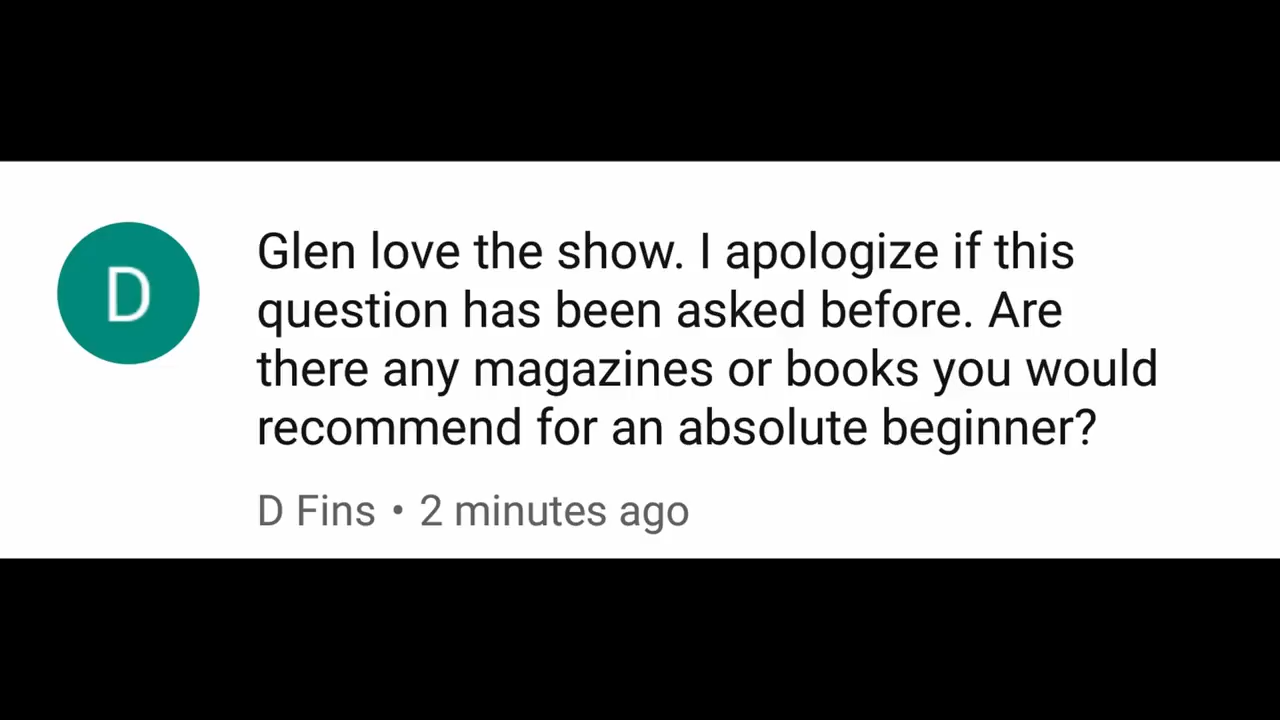 D
Glen love the show. I apologize if this
question has been asked before. Are
there any magazines or books you would
recommend for an absolute beginner?
D Fins • 2 minutes ago